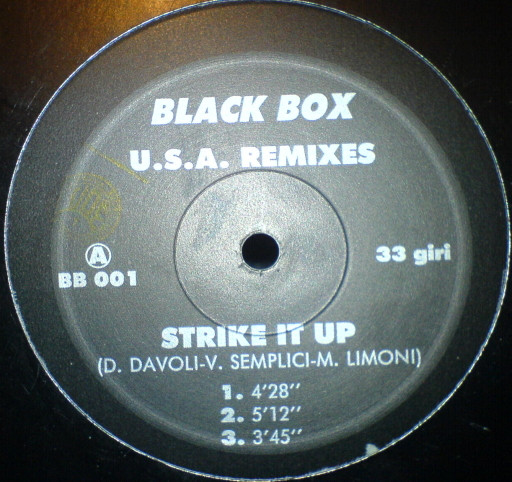 BLACK BOX
U.S.A. REMIXES
A
BB 001
33 giri
STRIKE IT UP
(D. DAVOLI-V. SEMPLICI-M. LIMONI)
1. 4'28''
2. 5'12''
3. 3'45''